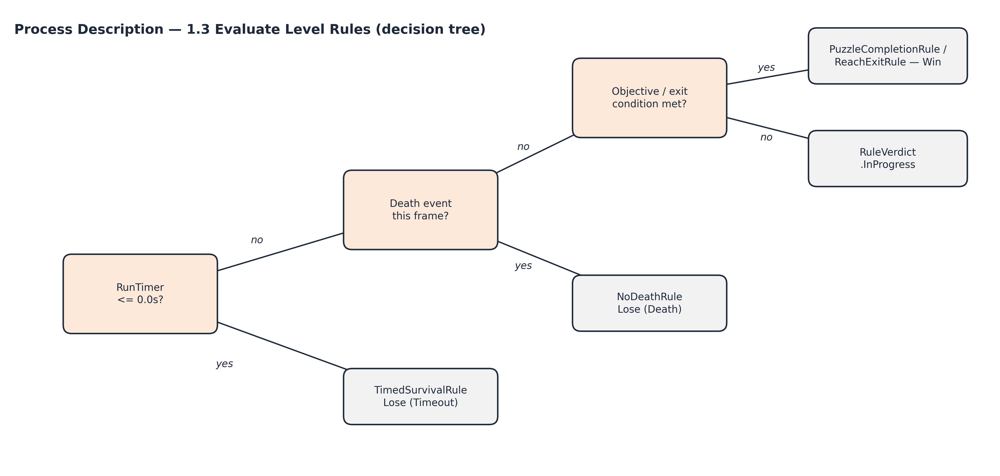 Process Description — 1.3 Evaluate Level Rules (decision tree)
RunTimer
<= 0.0s?
no
yes
Death event
this frame?
TimedSurvivalRule
Lose (Timeout)
no
yes
Objective / exit
condition met?
NoDeathRule
Lose (Death)
yes
no
PuzzleCompletionRule /
ReachExitRule — Win
RuleVerdict
.InProgress